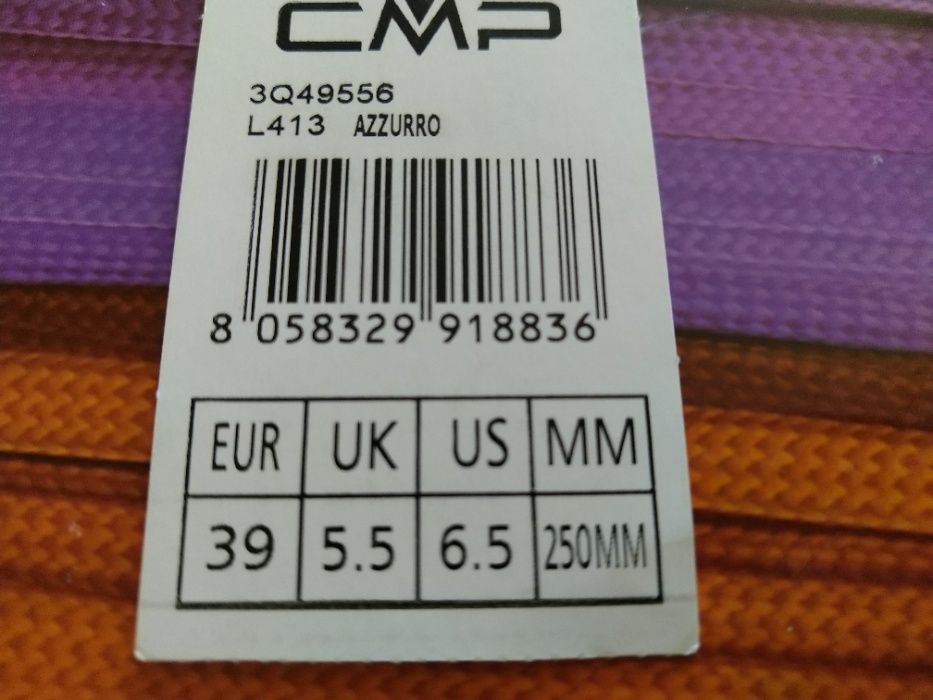 CMP
3Q49556
L413 AZZURRO
8 058329 918836
EUR UK US MM
39 5.5 6.5 250MM